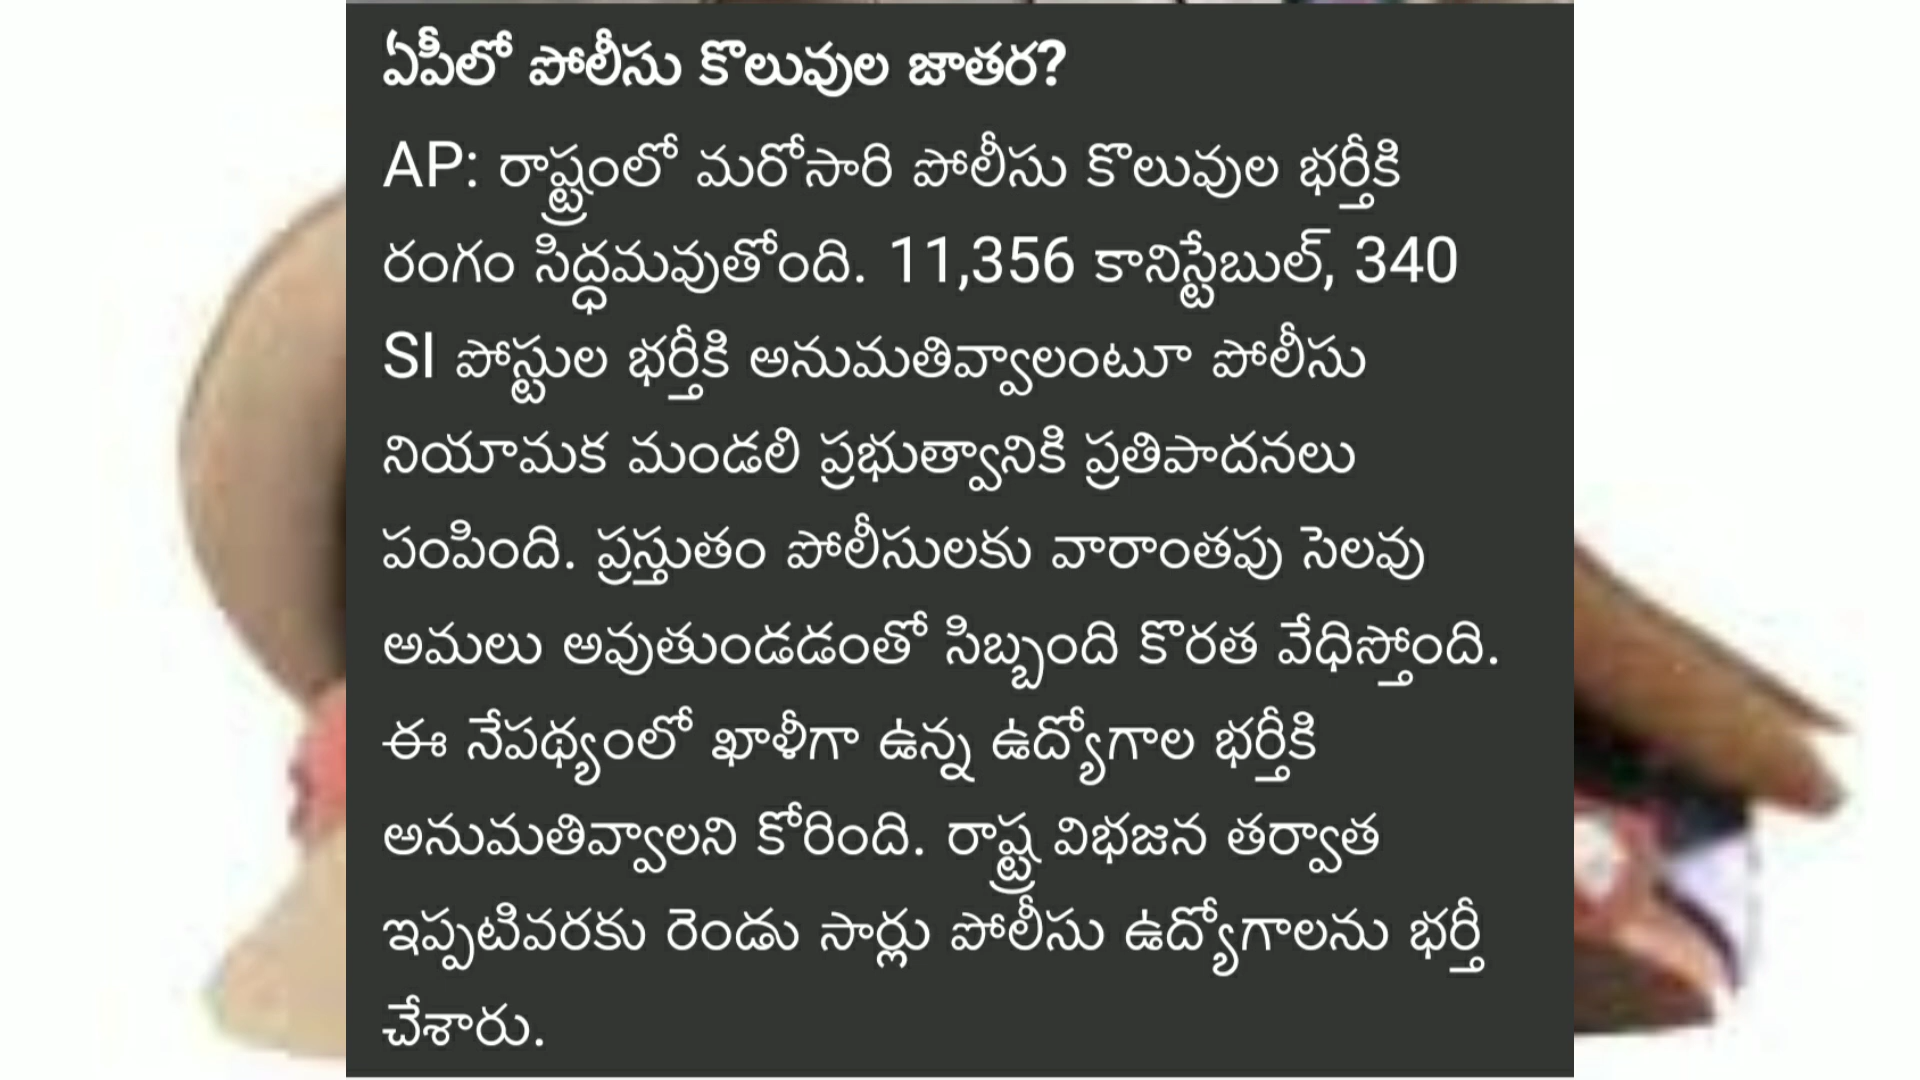 ఏపీలో పోలీసు కొలువుల జాతర?
AP: రాష్ట్రంలో మరోసారి పోలీసు కొలువుల భర్తీకి
రంగం సిద్ధమవుతోంది. 11,356 కానిస్టేబుల్, 340
SI పోస్టుల భర్తీకి అనుమతివ్వాలంటూ పోలీసు
నియామక మండలి ప్రభుత్వానికి ప్రతిపాదనలు
పంపింది. ప్రస్తుతం పోలీసులకు వారాంతపు సెలవు
అమలు అవుతుండడంతో సిబ్బంది కొరత వేధిస్తోంది.
ఈ నేపథ్యంలో ఖాళీగా ఉన్న ఉద్యోగాల భర్తీకి
అనుమతివ్వాలని కోరింది. రాష్ట్ర విభజన తర్వాత
ఇప్పటివరకు రెండు సార్లు పోలీసు ఉద్యోగాలను భర్తీ
చేశారు.